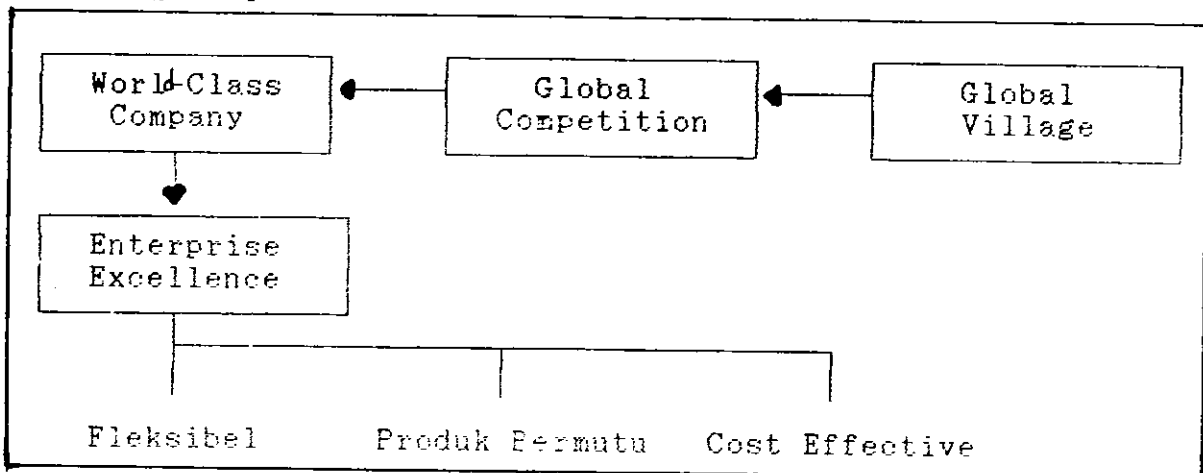 World-Class
Company
Global
Competition
Global
Village
Enterprise
Excellence
Fleksibel
Produk Bermutu
Cost Effective